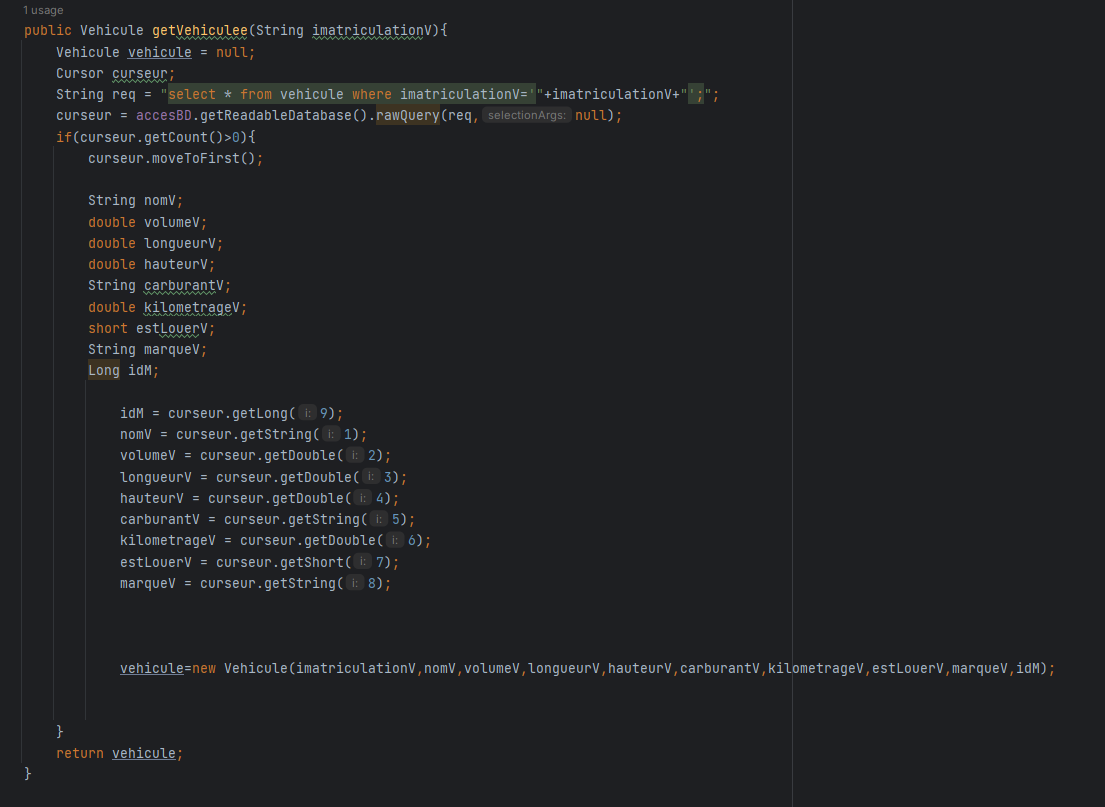 1 usage
public Vehicule getVehiculee(String imatriculationV){
Vehicule vehicule = null;
Cursor curseur;
String req = "select * from vehicule where imatriculationV='"+imatriculationV+"';";
curseur = accesBD.getReadableDatabase().rawQuery(req, selectionArgs: null);
if(curseur.getCount()>0){
curseur.moveToFirst();
String nomV;
double volumeV;
double longueurV;
double hauteurV;
String carburantV;
double kilometrageV;
short estLouerV;
String marqueV;
Long idM;
idM = curseur.getLong( i: 9);
nomV = curseur.getString( i: 1);
volumeV = curseur.getDouble( i: 2);
longueurV = curseur.getDouble( i: 3);
hauteurV = curseur.getDouble( i: 4);
carburantV = curseur.getString( i: 5);
kilometrageV = curseur.getDouble( i: 6);
estLouerV = curseur.getShort( i: 7);
marqueV = curseur.getString( i: 8);
vehicule=new Vehicule(imatriculationV,nomV,volumeV,longueurV,hauteurV,carburantV,kilometrageV,estLouerV,marqueV,idM);
}
return vehicule;
}